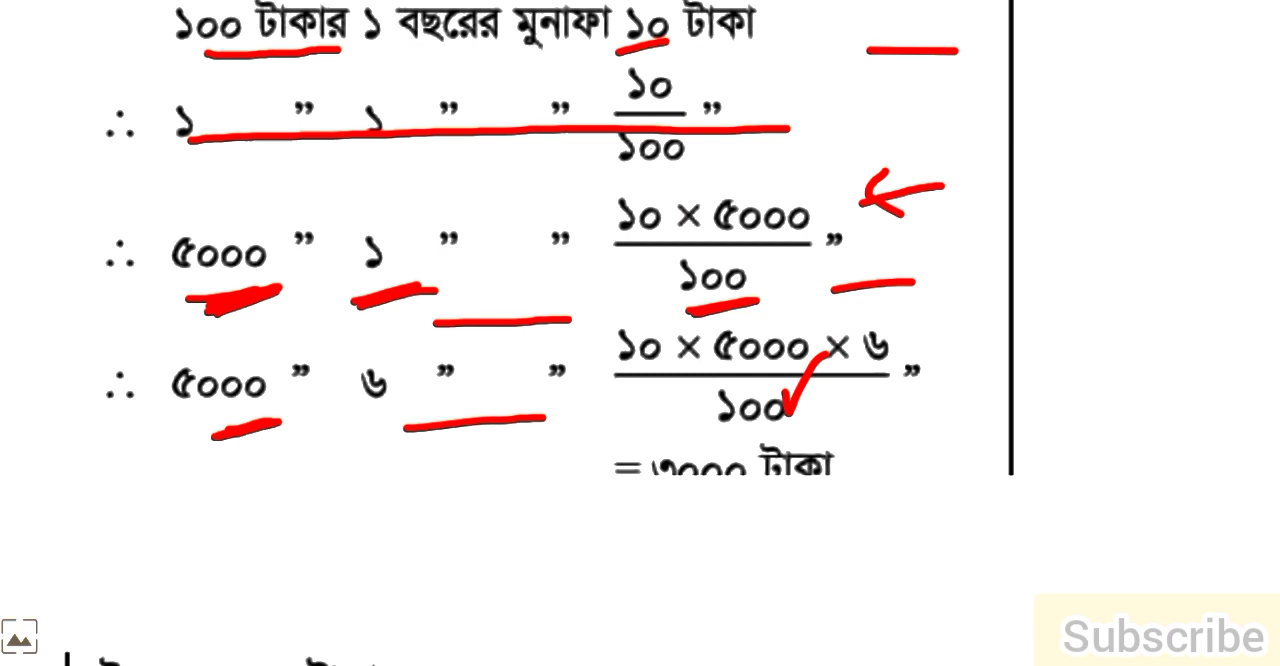 ১০০ টাকার ১ বছরের মুনাফা ১০ টাকা
∴ ১ ” ১ ” ” ১০/১০০ ”
∴ ৫০০০ ” ১ ” ” ১০ × ৫০০০/১০০ ”
∴ ৫০০০ ” ৬ ” ” ১০ × ৫০০০ × ৬/১০০ ”
= ৩০০০ টাকা
Subscribe